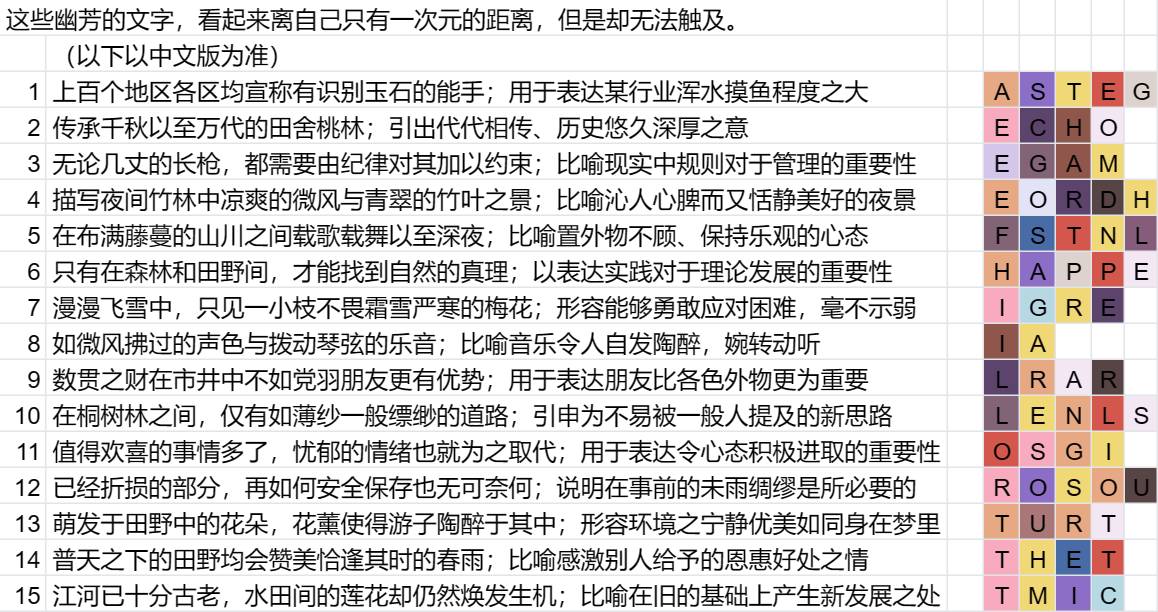 这些幽芳的文字，看起来离自己只有一次元的距离，但是却无法触及。
（以下以中文版为准）
1 上百个地区各区均宣称有识别玉石的能手；用于表达某行业浑水摸鱼程度之大 A S T E G
2 传承千秋以至万代的田舍桃林；引出代代相传、历史悠久深厚之意 E C H O
3 无论几丈的长枪，都需要由纪律对其加以约束；比喻现实中规则对于管理的重要性 E G A M
4 描写夜间竹林中凉爽的微风与青翠的竹叶之景；比喻沁人心脾而又恬静美好的夜景 E O R D H
5 在布满藤蔓的山川之间载歌载舞以至深夜；比喻置外物不顾、保持乐观的心态 F S T N L
6 只有在森林和田野间，才能找到自然的真理；以表达实践对于理论发展的重要性 H A P P E
7 漫漫飞雪中，只见一小枝不畏霜雪严寒的梅花；形容能够勇敢应对困难，毫不示弱 I G R E
8 如微风拂过的声色与拨动琴弦的乐音；比喻音乐令人自发陶醉，婉转动听 I A
9 数贯之财在市井中不如党羽朋友更有优势；用于表达朋友比各色外物更为重要 L R A R
10 在桐树林之间，仅有如薄纱一般缥缈的道路；引申为不易被一般人提及的新思路 L E N L S
11 值得欢喜的事情多了，忧郁的情绪也就为之取代；用于表达令心态积极进取的重要性 O S G I
12 已经折损的部分，再如何安全保存也无可奈何；说明在事前的未雨绸缪是所必要的 R O S O U
13 萌发于田野中的花朵，花薰使得游子陶醉于其中；形容环境之宁静优美如同身在梦里 T U R T
14 普天之下的田野均会赞美恰逢其时的春雨；比喻感激别人给予的恩惠好处之情 T H E T
15 江河已十分古老，水田间的莲花却仍然焕发生机；比喻在旧的基础上产生新发展之处 T M I C